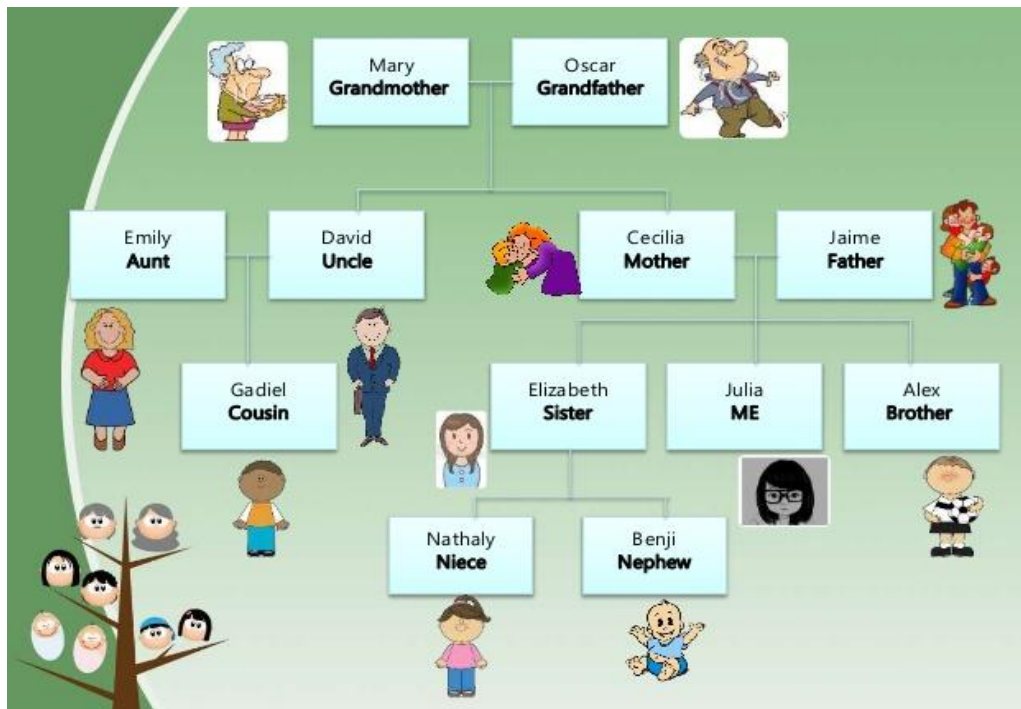 Mary
Grandmother
Oscar
Grandfather
Emily
Aunt
David
Uncle
Cecilia
Mother
Jaime
Father
Gadiel
Cousin
Elizabeth
Sister
Julia
ME
Alex
Brother
Nathaly
Niece
Benji
Nephew